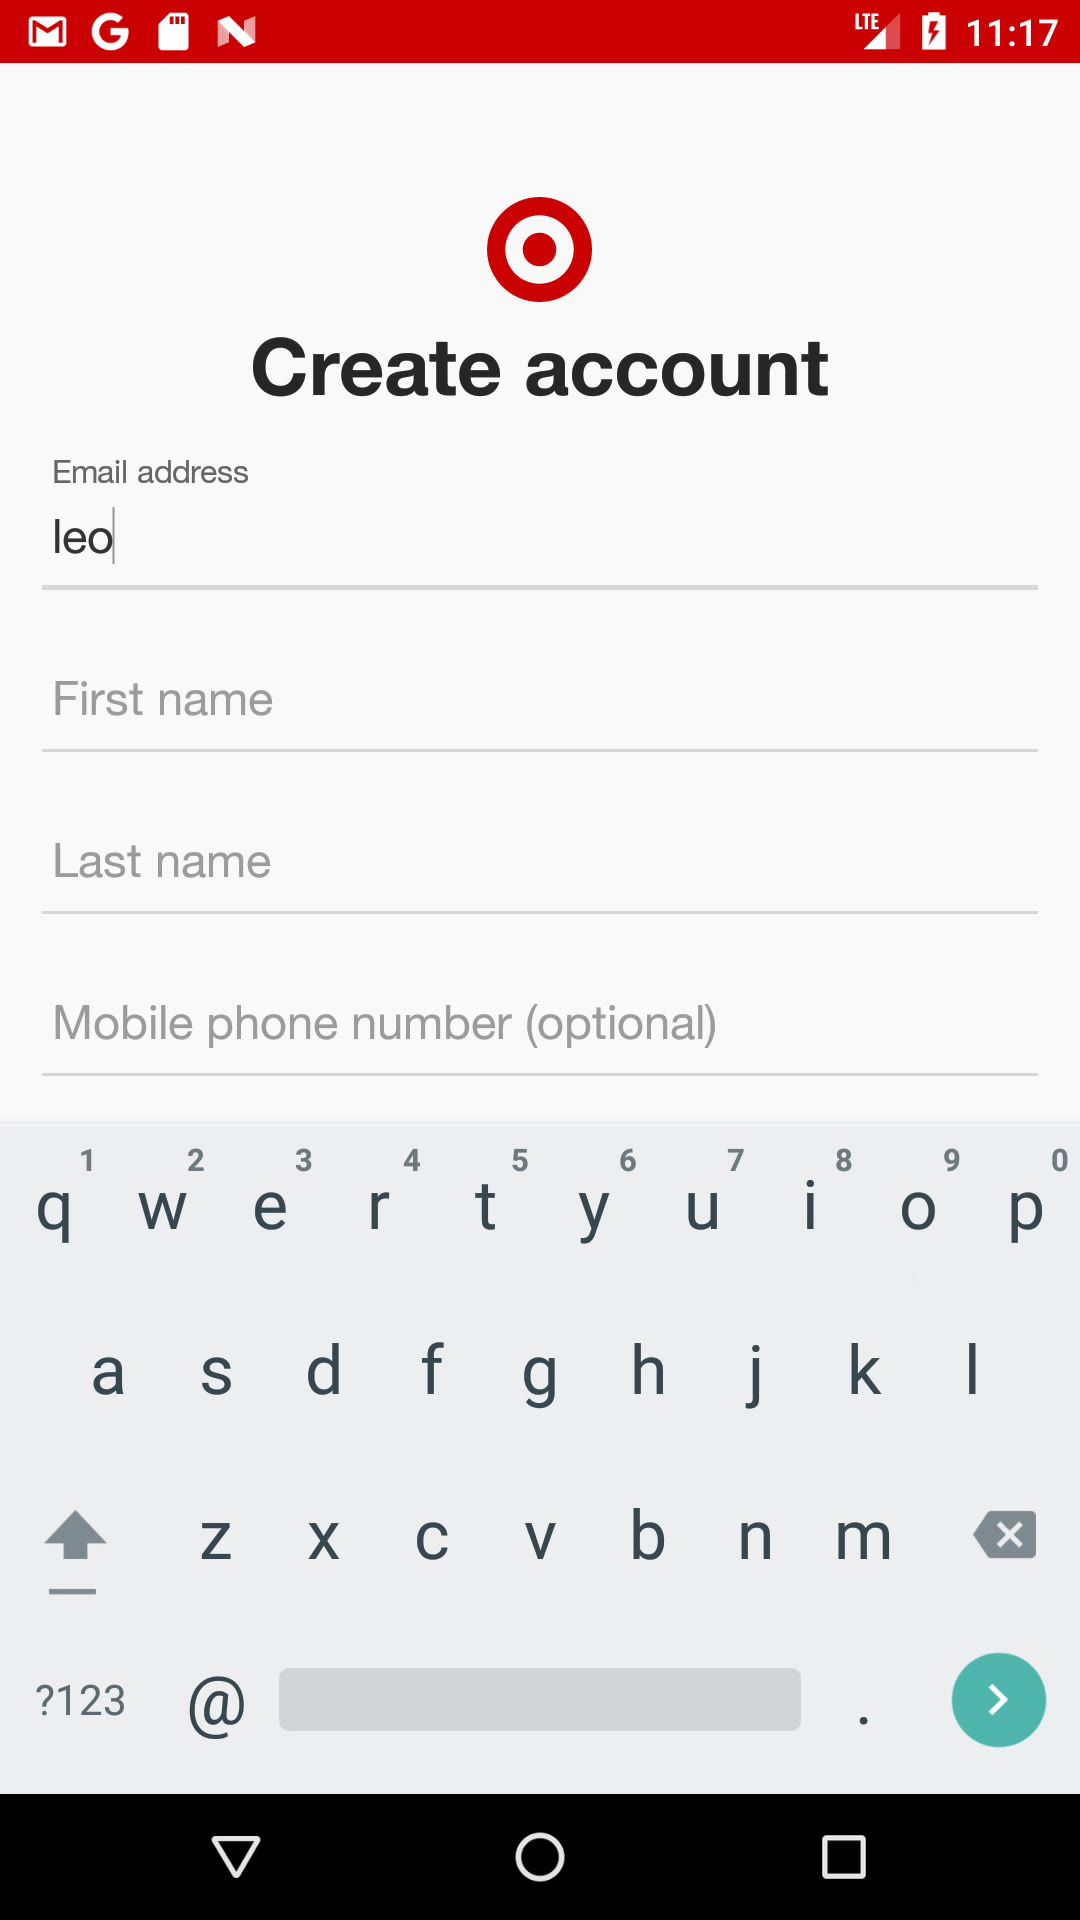 LTE 11:17
Create account
Email address
leo
First name
Last name
Mobile phone number (optional)
1 2 3 4 5 6 7 8 9 0
q w e r t y u i o p
a s d f g h j k l
z x c v b n m
?123 @ .